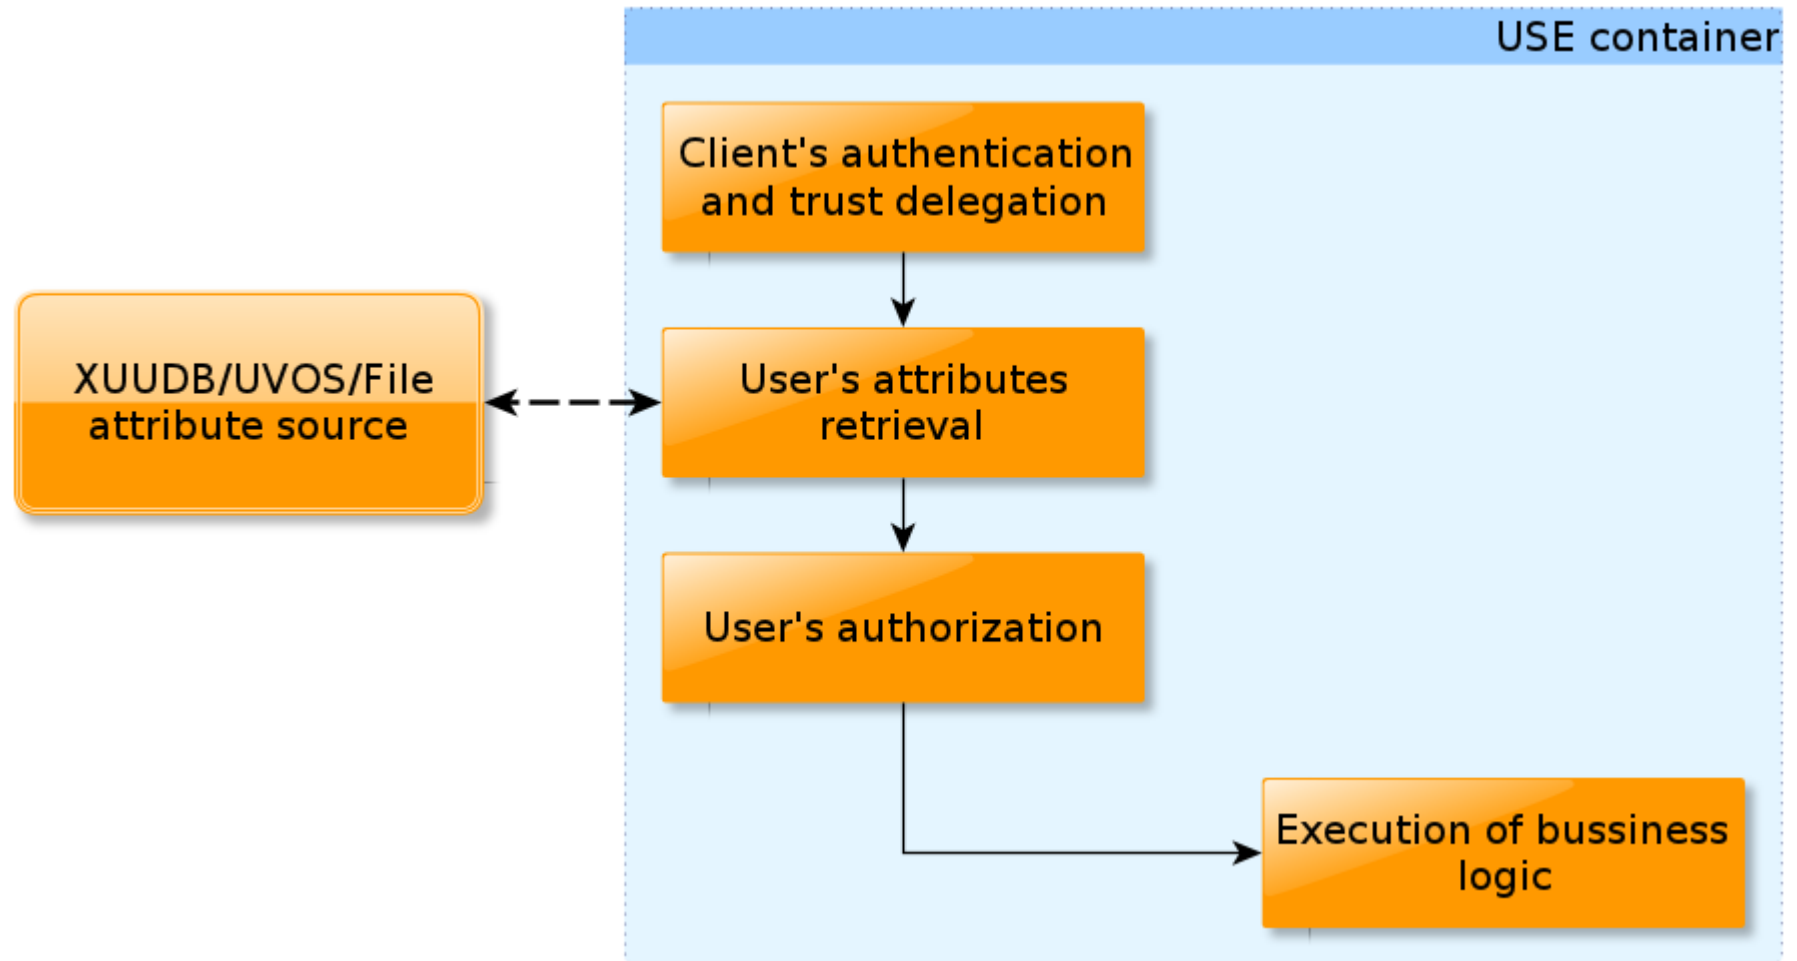 USE container
Client's authentication
and trust delegation
XUUDB/UVOS/File
attribute source
User's attributes
retrieval
User's authorization
Execution of bussiness
logic